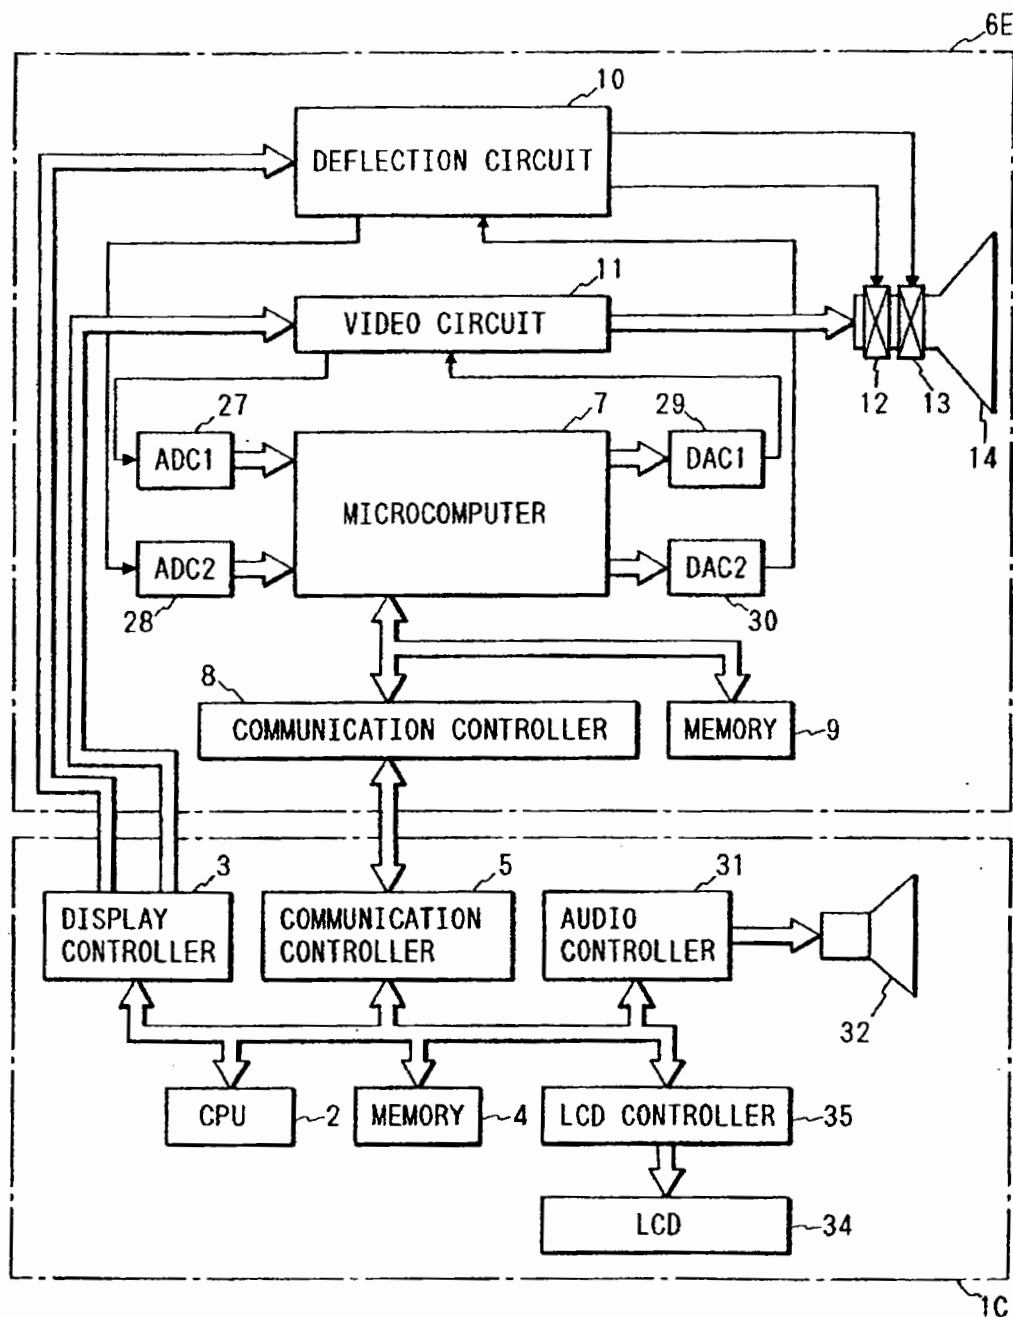 6E
10
DEFLECTION CIRCUIT
11
VIDEO CIRCUIT
12
13
14
27
ADC1
7
MICROCOMPUTER
29
DAC1
ADC2
28
DAC2
30
8
COMMUNICATION CONTROLLER
MEMORY
9
3
DISPLAY
CONTROLLER
5
COMMUNICATION
CONTROLLER
31
AUDIO
CONTROLLER
32
CPU
2
MEMORY
4
LCD CONTROLLER
35
LCD
34
1C